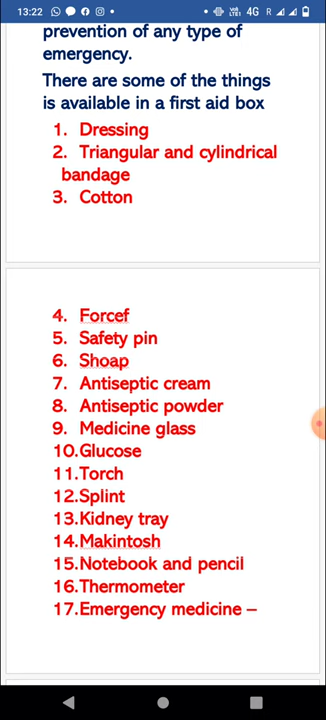 13:22
4G R
prevention of any type of
emergency.
There are some of the things
is available in a first aid box
1. Dressing
2. Triangular and cylindrical
bandage
3. Cotton
4. Forcef
5. Safety pin
6. Shoap
7. Antiseptic cream
8. Antiseptic powder
9. Medicine glass
10.Glucose
11.Torch
12.Splint
13.Kidney tray
14.Makintosh
15.Notebook and pencil
16.Thermometer
17.Emergency medicine –